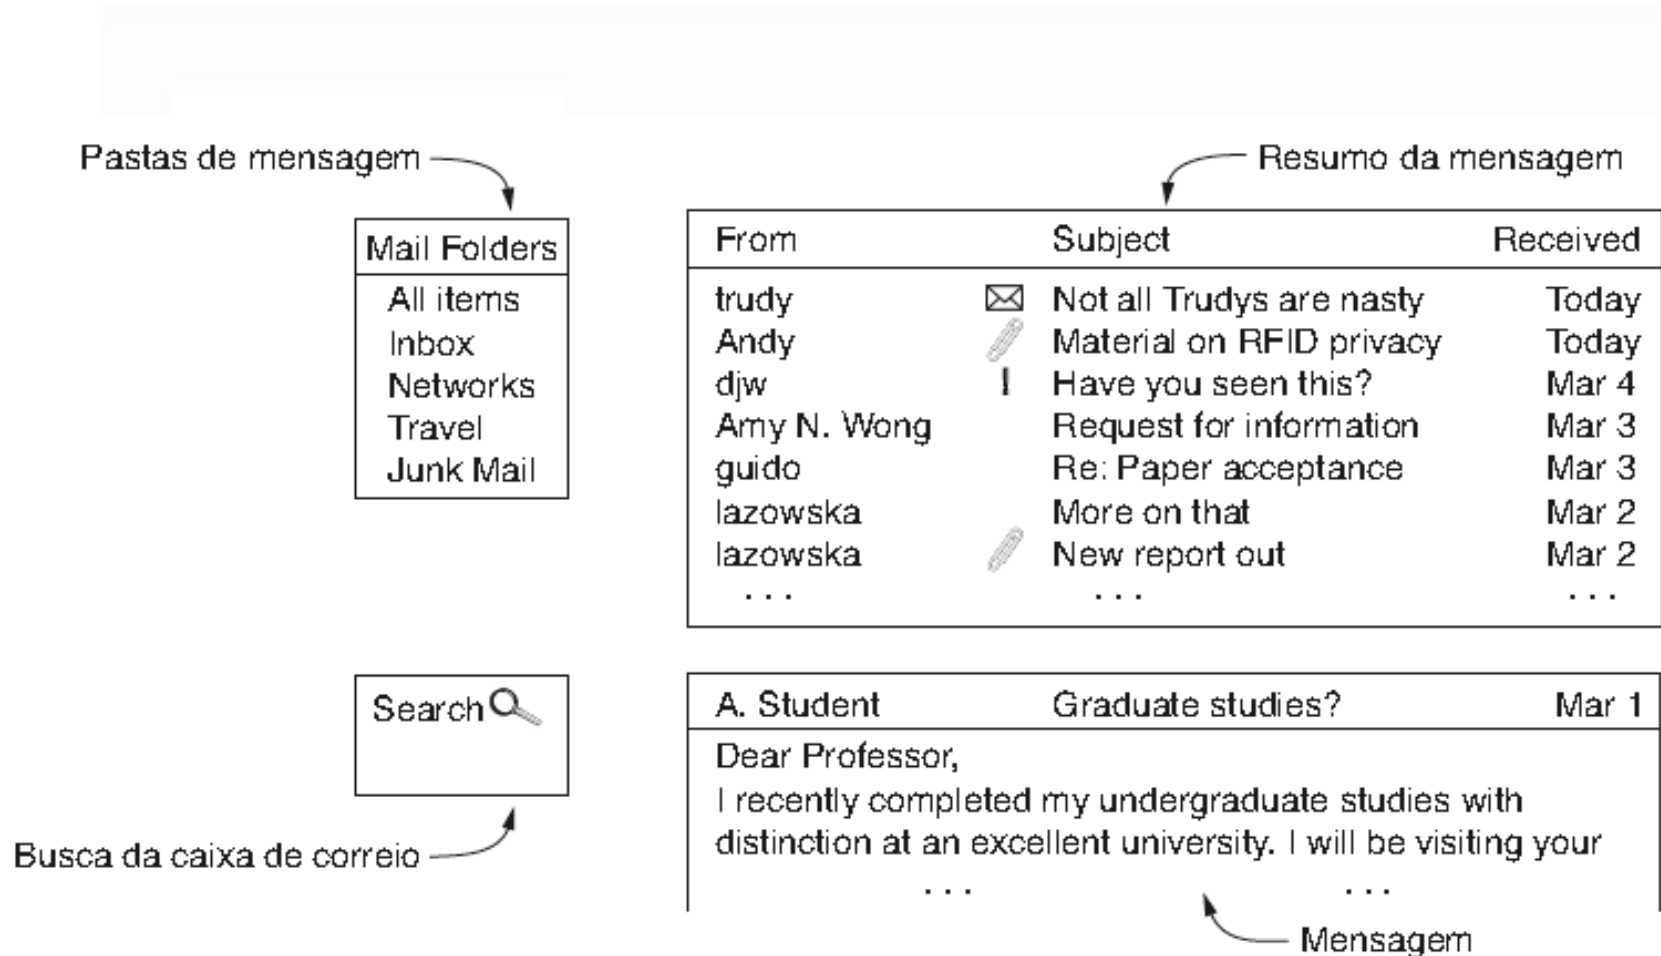 Pastas de mensagem
Resumo da mensagem
Mail Folders
All items
Inbox
Networks
Travel
Junk Mail
From Subject Received
trudy Not all Trudys are nasty Today
Andy Material on RFID privacy Today
djw ! Have you seen this? Mar 4
Amy N. Wong Request for information Mar 3
guido Re: Paper acceptance Mar 3
lazowska More on that Mar 2
lazowska New report out Mar 2
. . . . . . . . .
Search
Busca da caixa de correio
A. Student Graduate studies? Mar 1
Dear Professor,
I recently completed my undergraduate studies with
distinction at an excellent university. I will be visiting your
. . . . . .
Mensagem